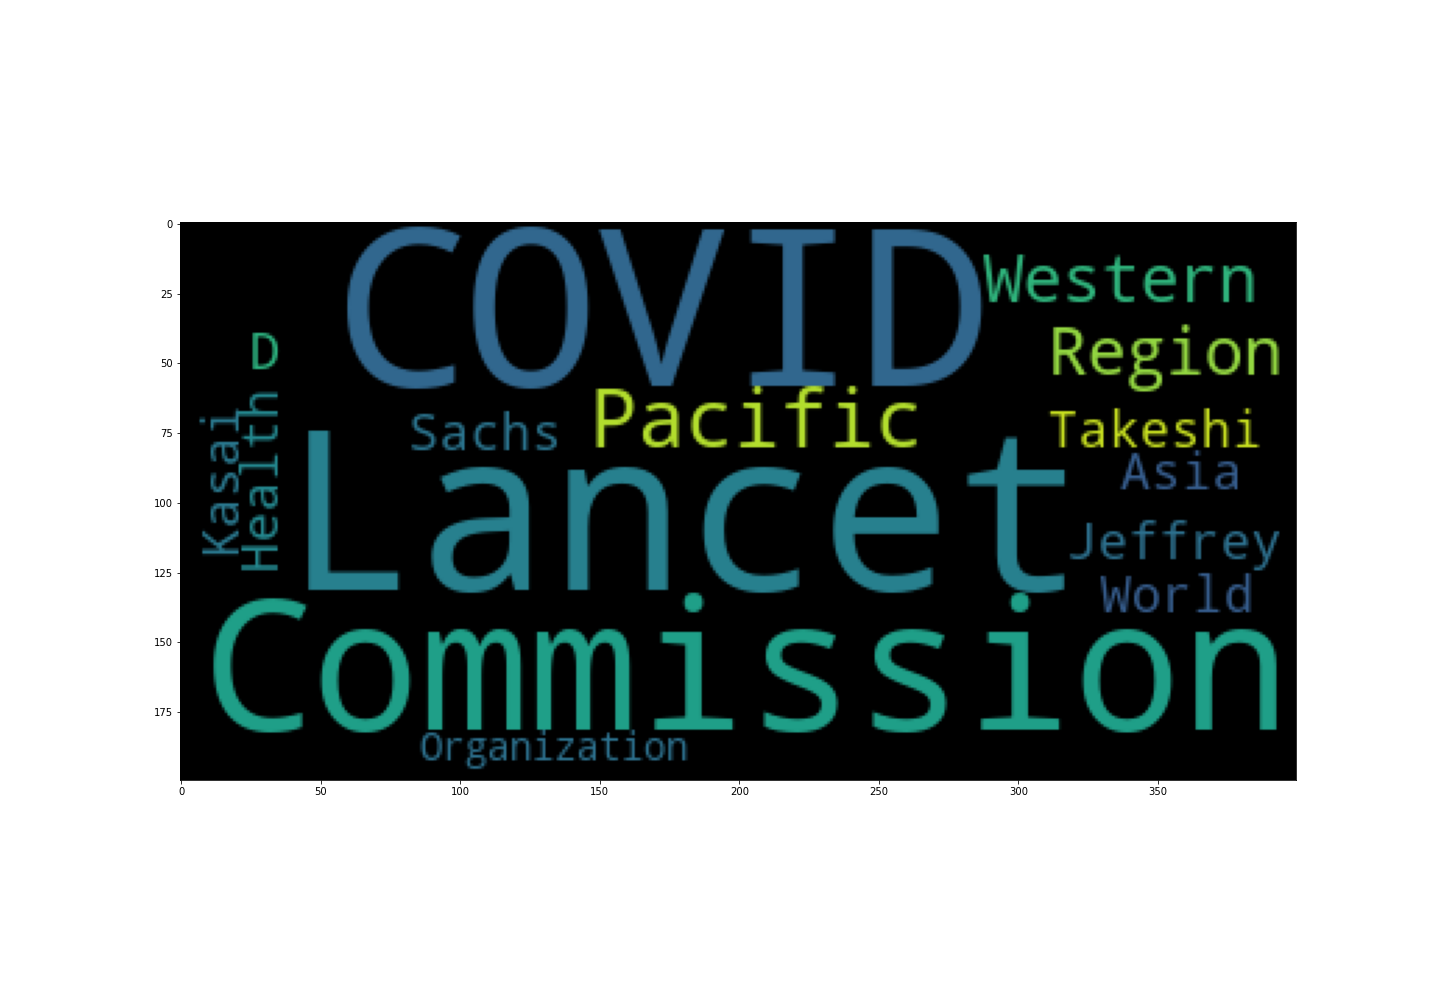 COVID
Western
D
Region
Pacific
Sachs
Takeshi
Kasai
Health
Lancet
Asia
Jeffrey
World
Commission
Organization
0
25
50
75
100
125
150
175
0 50 100 150 200 250 300 350